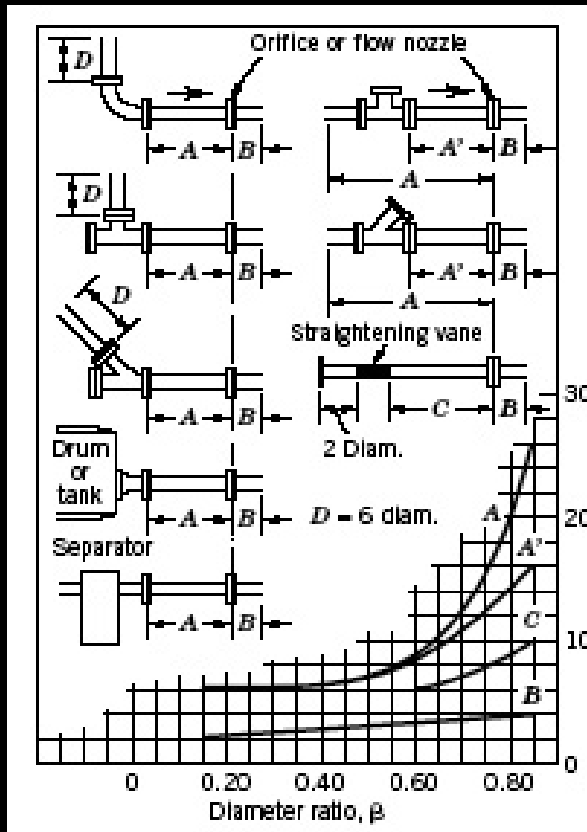 Orifice or flow nozzle
D
A B
A' B
A
D
A B
A' B
A
D
Straightening vane
A B
C B
2 Diam.
Drum
or
tank
A B
D = 6 diam.
Separator
A B
30
20
10
0
A
A'
C
B
0 0.20 0.40 0.60 0.80
Diameter ratio, β